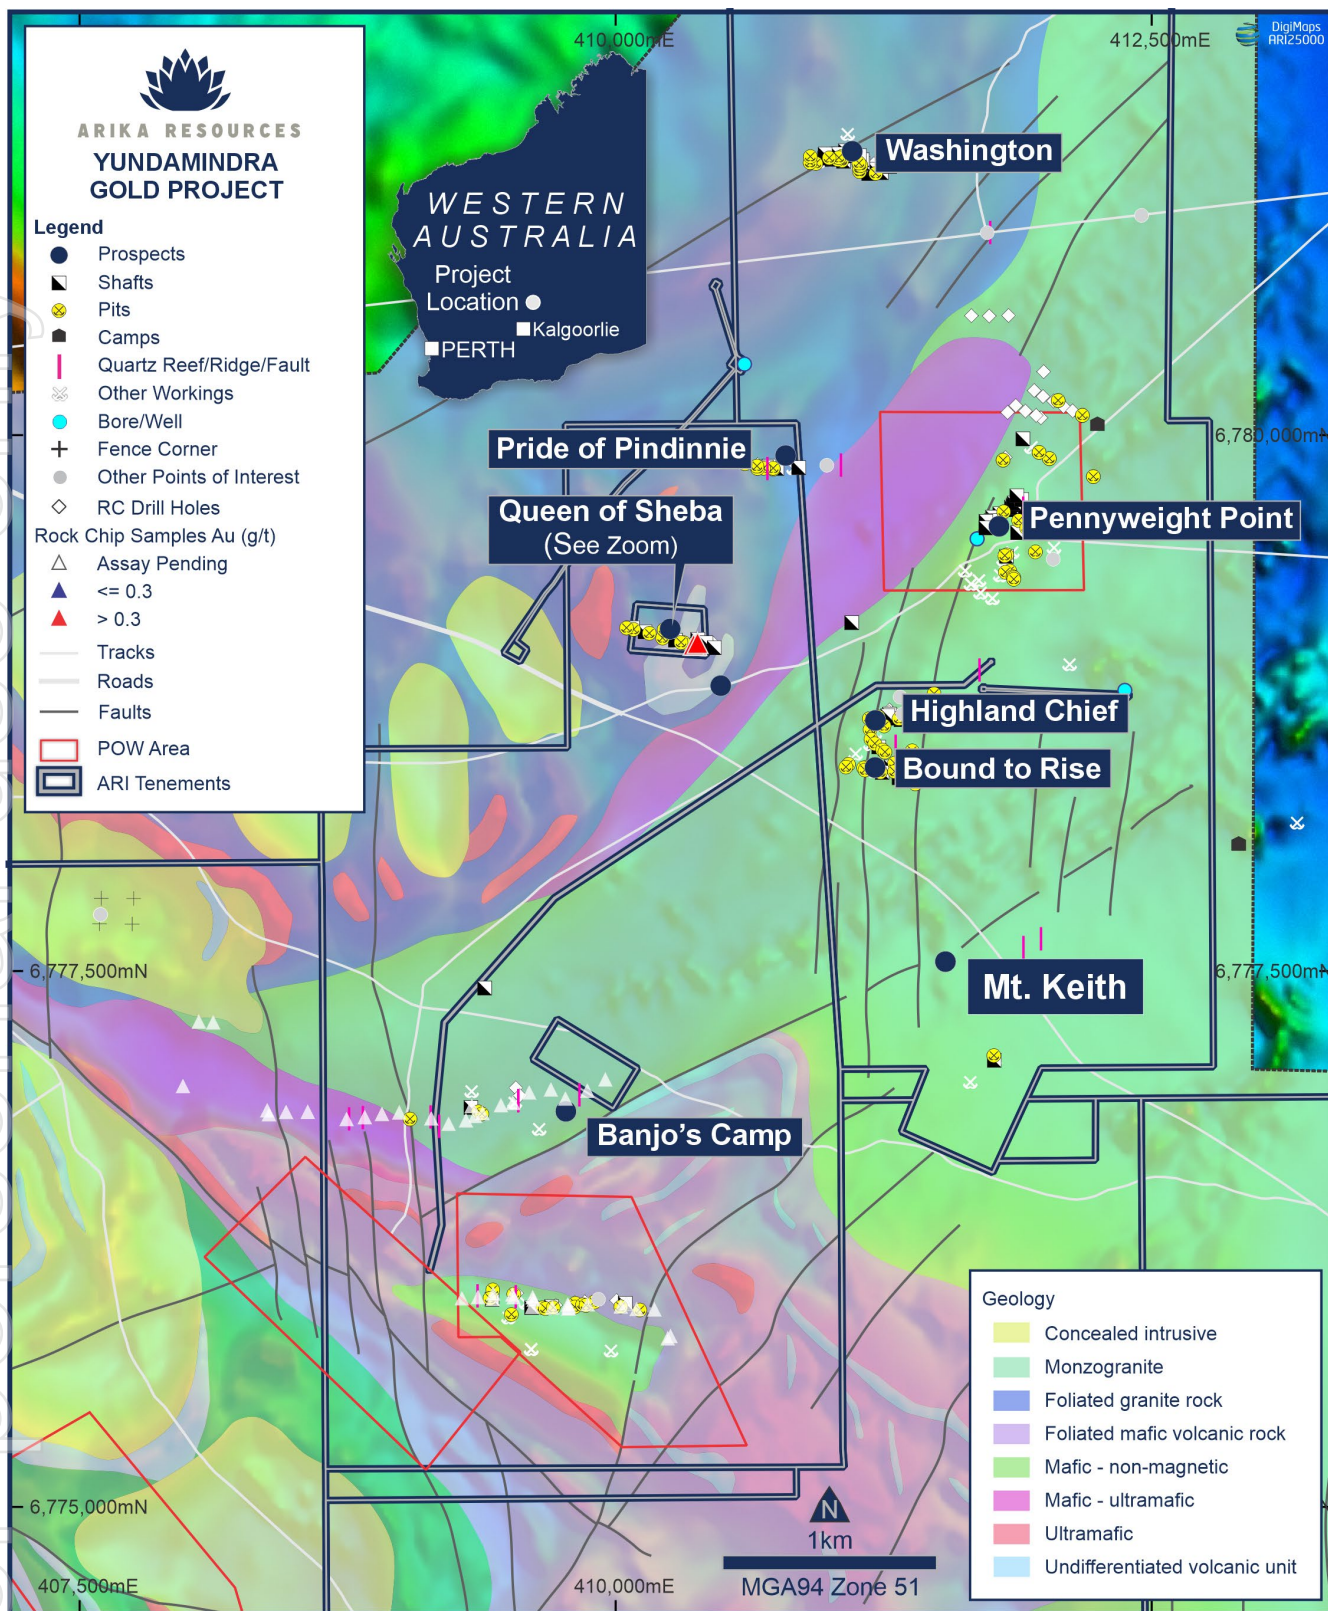 410,000mE
412,500mE
DigiMaps
ARI25000
ARIKA RESOURCES
YUNDAMINDRA
GOLD PROJECT
Legend
Prospects
Shafts
Pits
Camps
Quartz Reef/Ridge/Fault
Other Workings
Bore/Well
Fence Corner
Other Points of Interest
RC Drill Holes
Rock Chip Samples Au (g/t)
Assay Pending
<= 0.3
> 0.3
Tracks
Roads
Faults
POW Area
ARI Tenements
WESTERN
AUSTRALIA
Project
Location
Kalgoorlie
PERTH
Washington
6,780,000mN
Pride of Pindinnie
Queen of Sheba
(See Zoom)
Pennyweight Point
Highland Chief
Bound to Rise
6,777,500mN
6,777,500mN
Mt. Keith
Banjo's Camp
Geology
Concealed intrusive
Monzogranite
Foliated granite rock
Foliated mafic volcanic rock
Mafic - non-magnetic
Mafic - ultramafic
Ultramafic
Undifferentiated volcanic unit
6,775,000mN
N
1km
MGA94 Zone 51
407,500mE
410,000mE